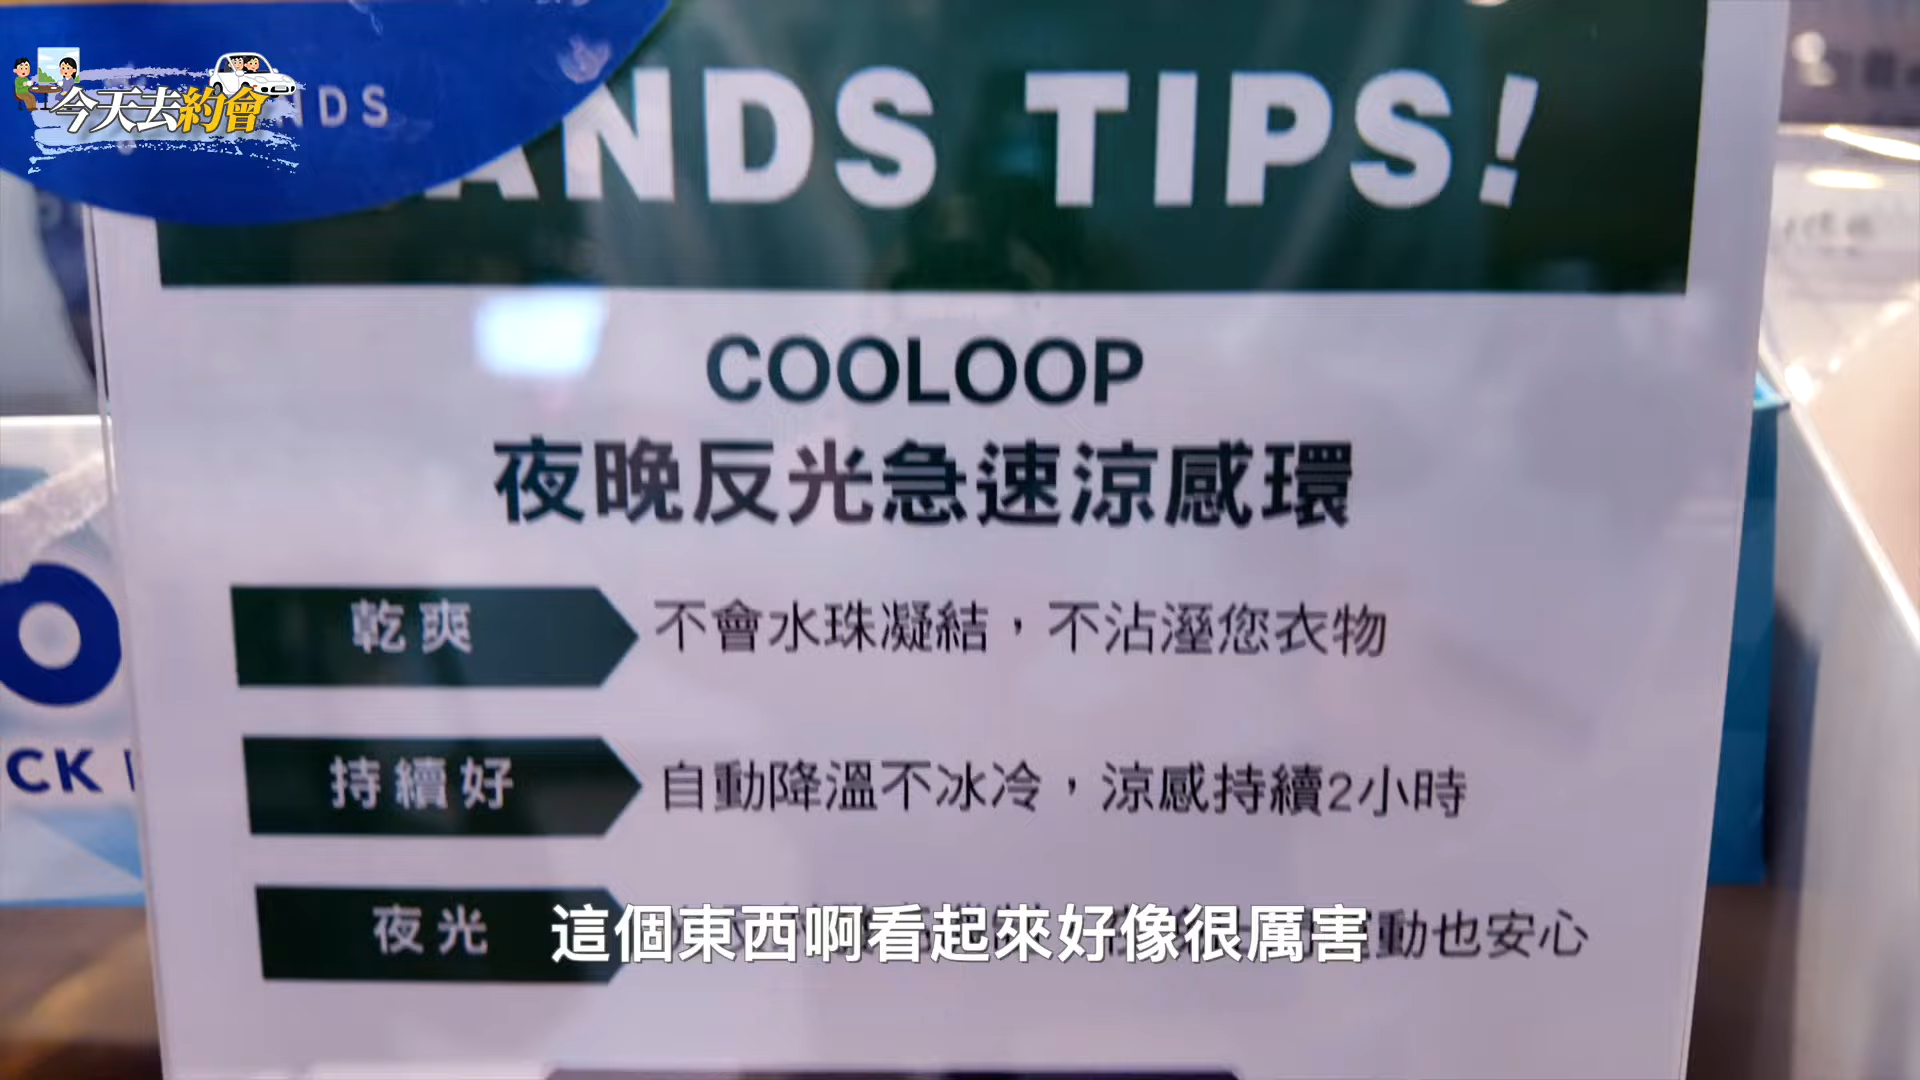 今天去約會
NDS
ANDS TIPS!
COOLOOP
夜晚反光急速涼感環
乾爽 不會水珠凝結，不沾溼您衣物
持續好 自動降溫不冰冷，涼感持續2小時
CK
夜光 動也安心
這個東西啊看起來好像很厲害